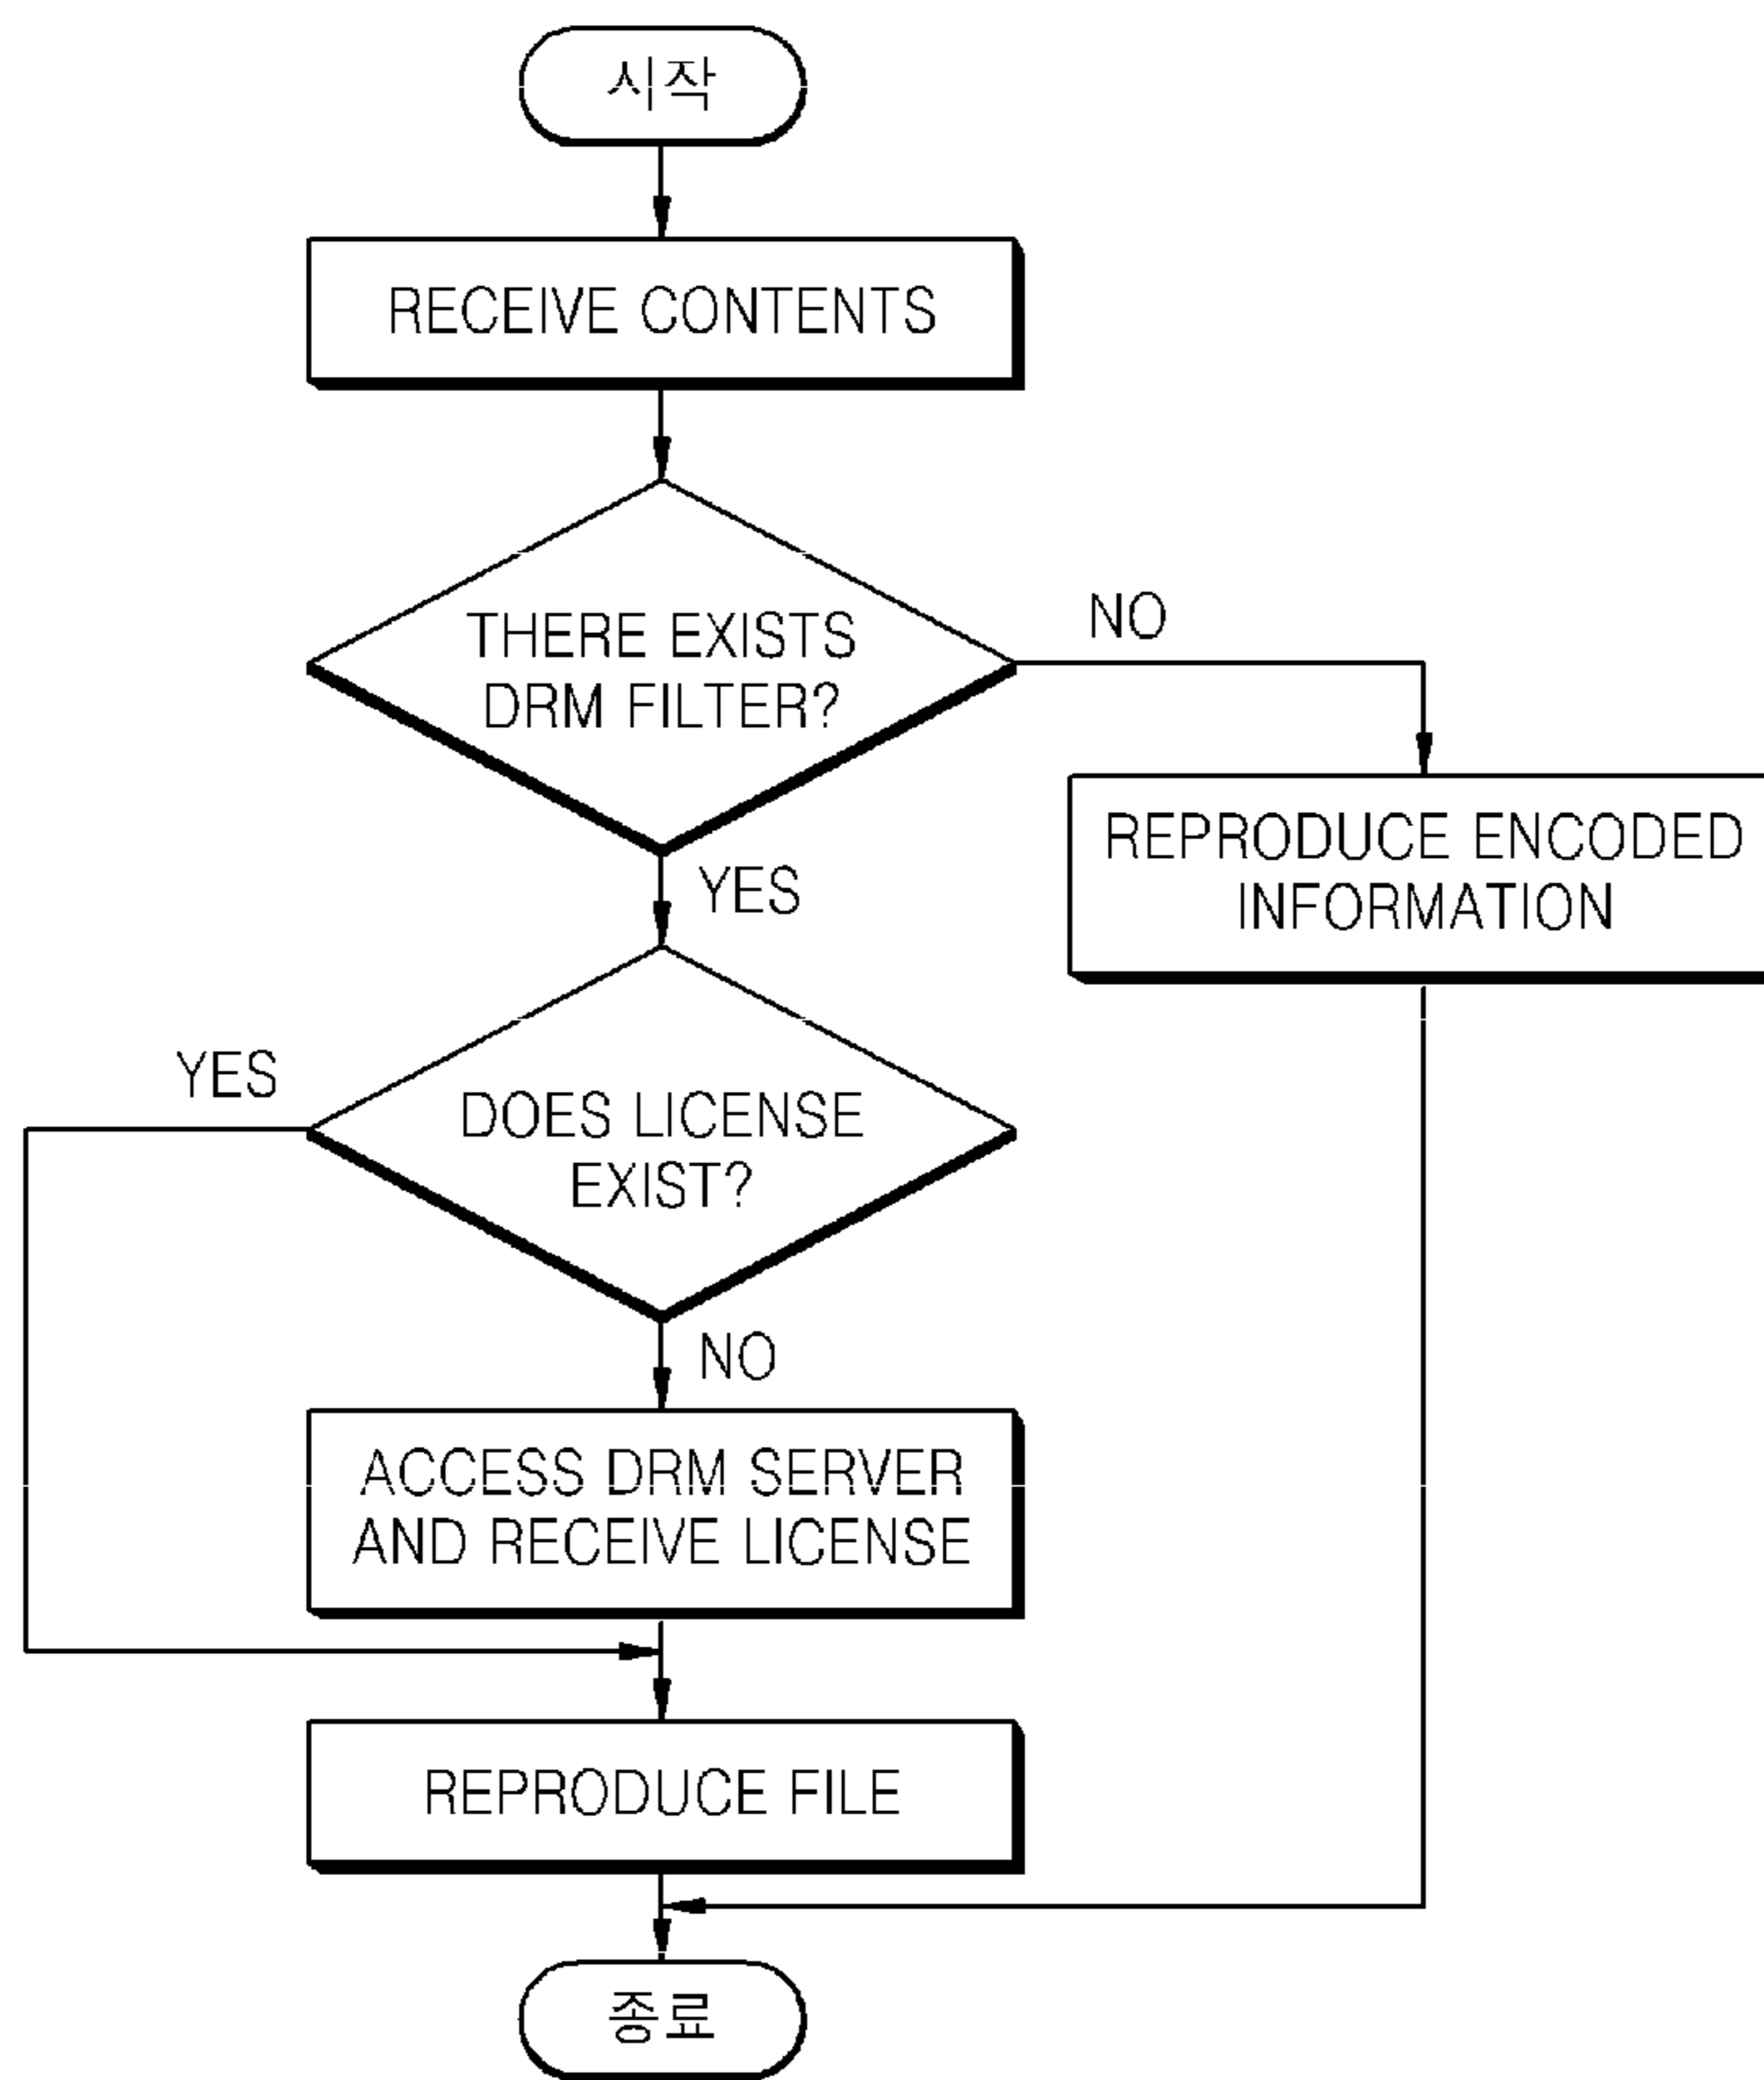 시작
RECEIVE CONTENTS
THERE EXISTS
DRM FILTER?
NO
YES
REPRODUCE ENCODED
INFORMATION
YES
DOES LICENSE
EXIST?
NO
ACCESS DRM SERVER
AND RECEIVE LICENSE
REPRODUCE FILE
종료